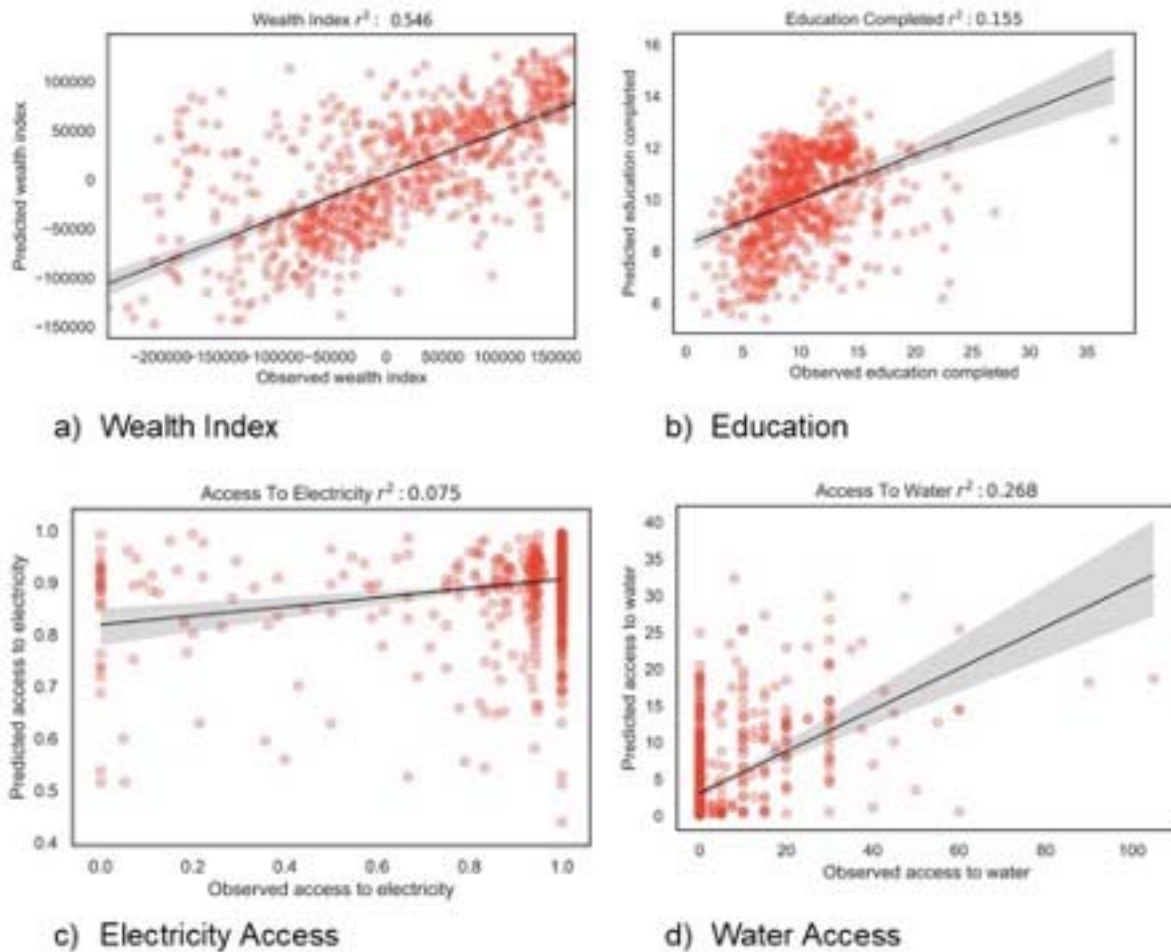 Wealth Index r² : 0.546
100000
50000
0
−50000
−100000
−150000
Predicted wealth index
−200000−150000−100000−50000 0 50000 100000 150000
Observed wealth index
a) Wealth Index
Education Completed r² : 0.155
16
14
12
10
8
6
Predicted education completed
0 5 10 15 20 25 30 35
Observed education completed
b) Education
Access To Electricity r² : 0.075
1.0
0.9
0.8
0.7
0.6
0.5
0.4
Predicted access to electricity
0.0 0.2 0.4 0.6 0.8 1.0
Observed access to electricity
c) Electricity Access
Access To Water r² : 0.268
40
35
30
25
20
15
10
5
0
Predicted access to water
0 20 40 60 80 100
Observed access to water
d) Water Access